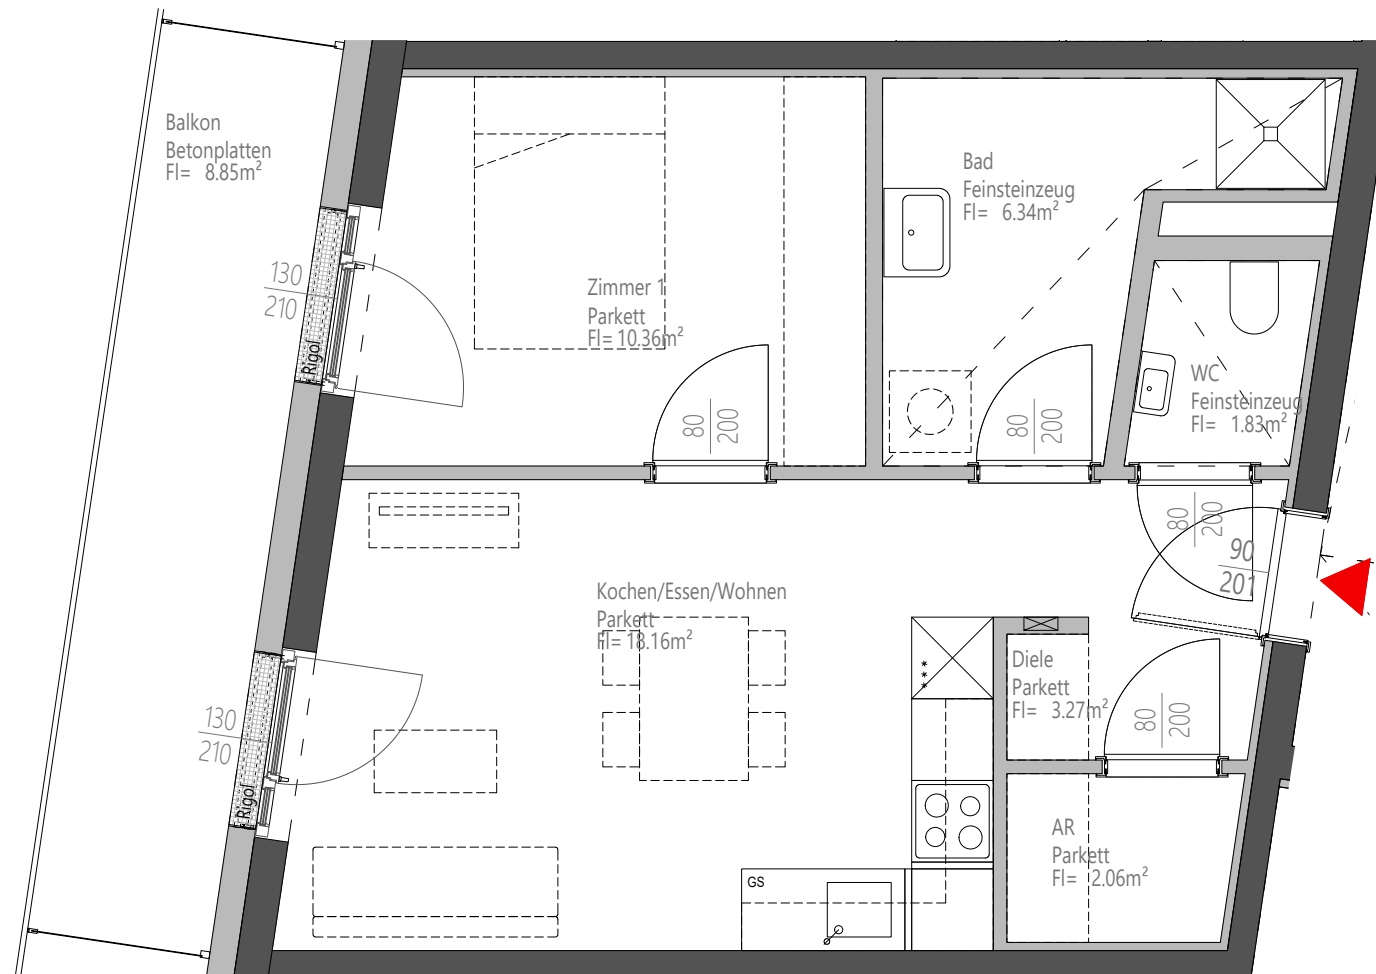 Balkon
Betonplatten
Fl= 8.85m²
130
210
Rigol
Zimmer 1
Parkett
Fl= 10.36m²
80
200
Bad
Feinsteinzeug
Fl= 6.34m²
80
200
WC
Feinsteinzeug
Fl= 1.83m²
80
200
90
201
Kochen/Essen/Wohnen
Parkett
Fl= 18.16m²
Diele
Parkett
Fl= 3.27m²
80
200
130
210
Rigol
AR
Parkett
Fl= 2.06m²
GS